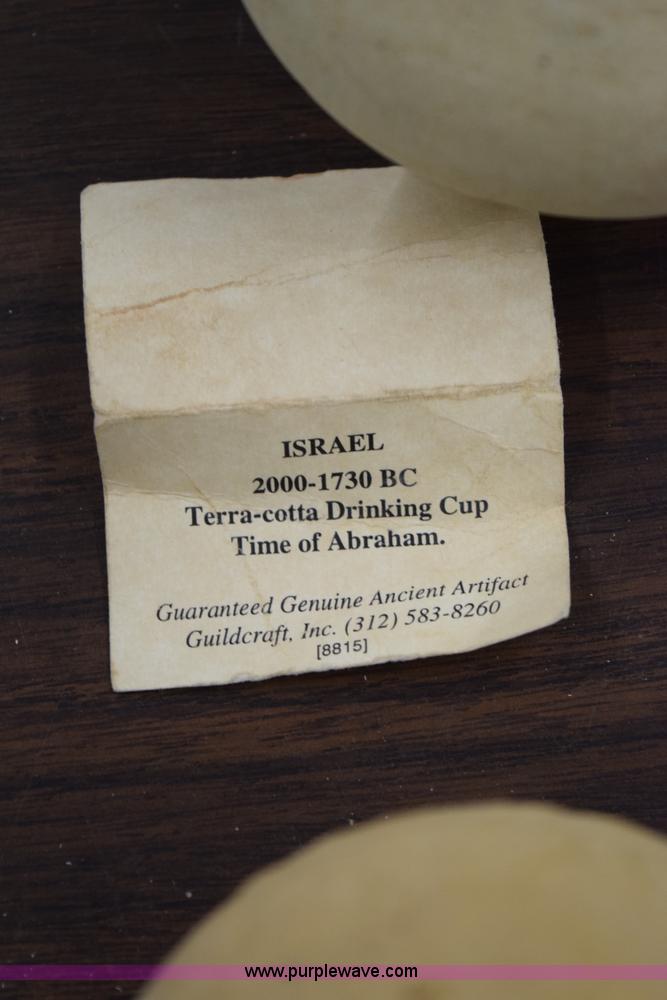 ISRAEL
2000-1730 BC
Terra-cotta Drinking Cup
Time of Abraham.
Guaranteed Genuine Ancient Artifact
Guildcraft, Inc. (312) 583-8260
[8815]
www.purplewave.com